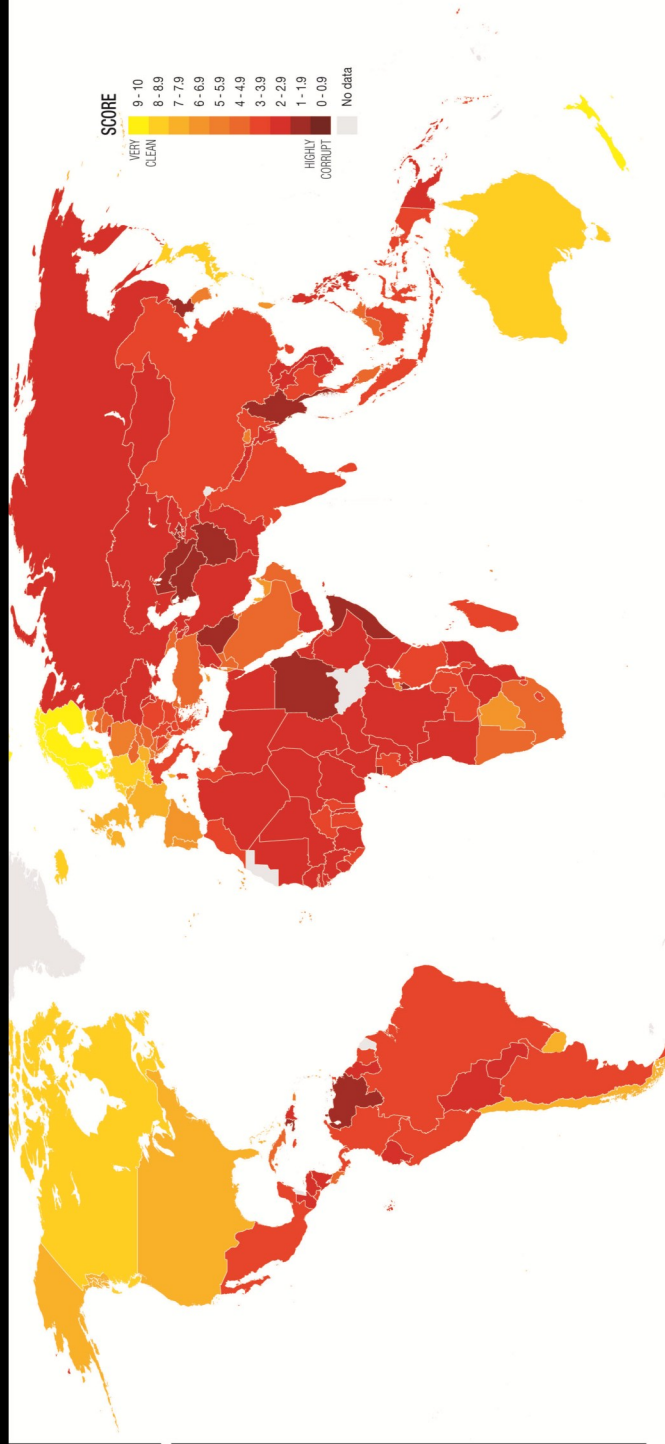 SCORE
VERY
CLEAN
9 - 10
8 - 8.9
7 - 7.9
6 - 6.9
5 - 5.9
4 - 4.9
3 - 3.9
2 - 2.9
1 - 1.9
0 - 0.9
HIGHLY
CORRUPT
No data